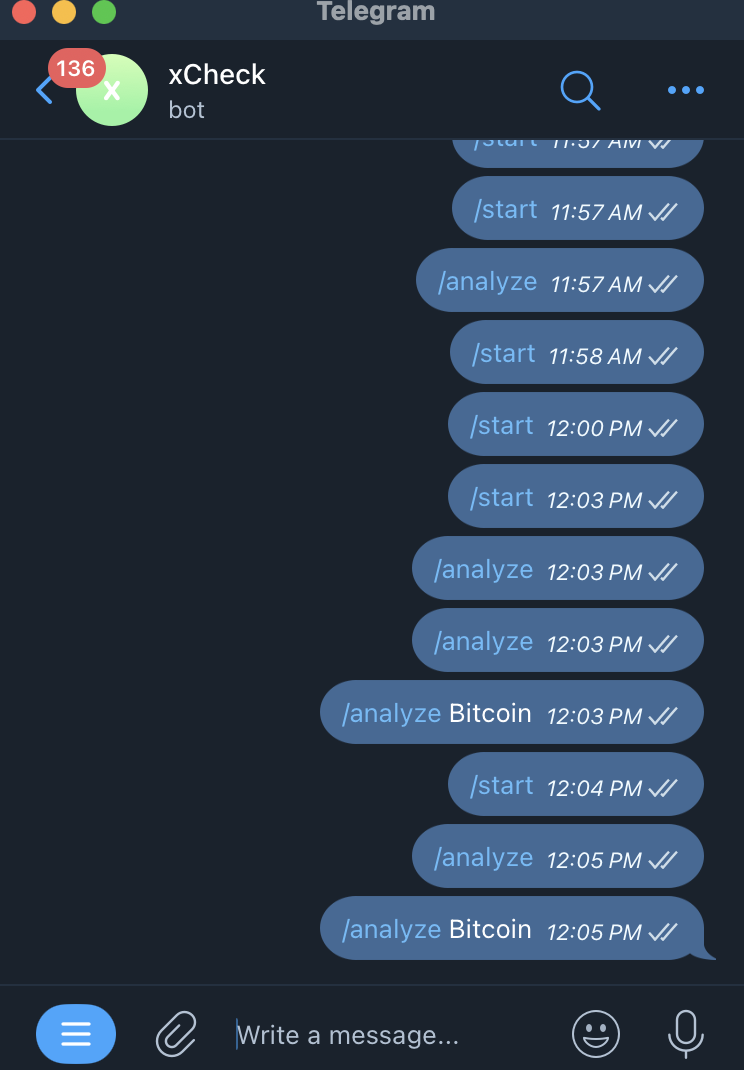 Telegram
136
X
xCheck
bot
/start 11:57 AM
/start 11:57 AM
/analyze 11:57 AM
/start 11:58 AM
/start 12:00 PM
/start 12:03 PM
/analyze 12:03 PM
/analyze 12:03 PM
/analyze Bitcoin 12:03 PM
/start 12:04 PM
/analyze 12:05 PM
/analyze Bitcoin 12:05 PM
Write a message...